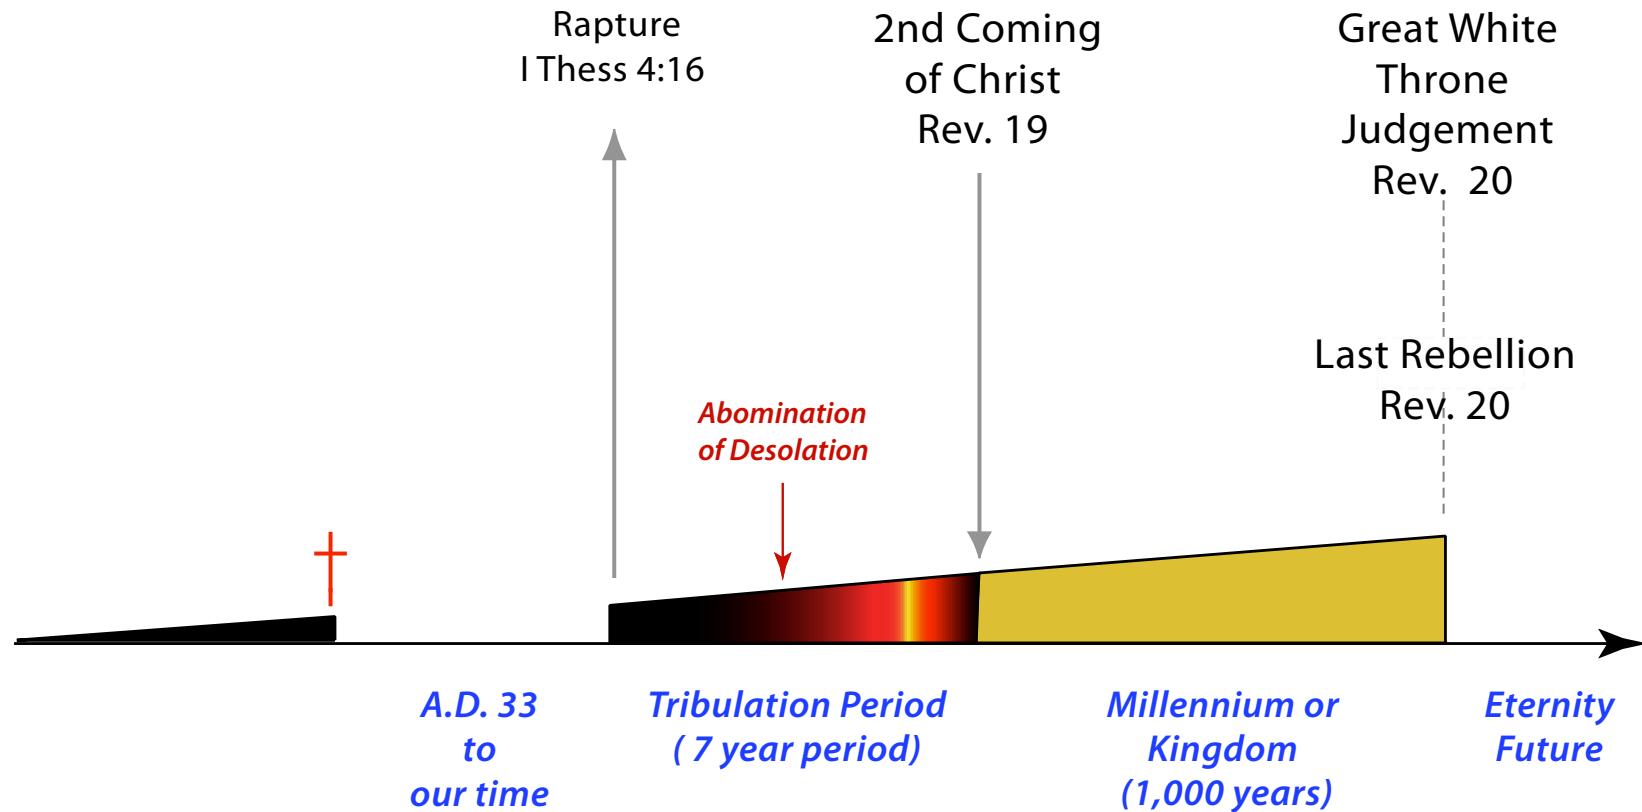 Rapture
I Thess 4:16
2nd Coming
of Christ
Rev. 19
Great White
Throne
Judgement
Rev.  20
Last Rebellion
Rev. 20
Abomination
of Desolation
A.D. 33
to
our time
Tribulation Period
( 7 year period)
Millennium or
Kingdom
(1,000 years)
Eternity
Future